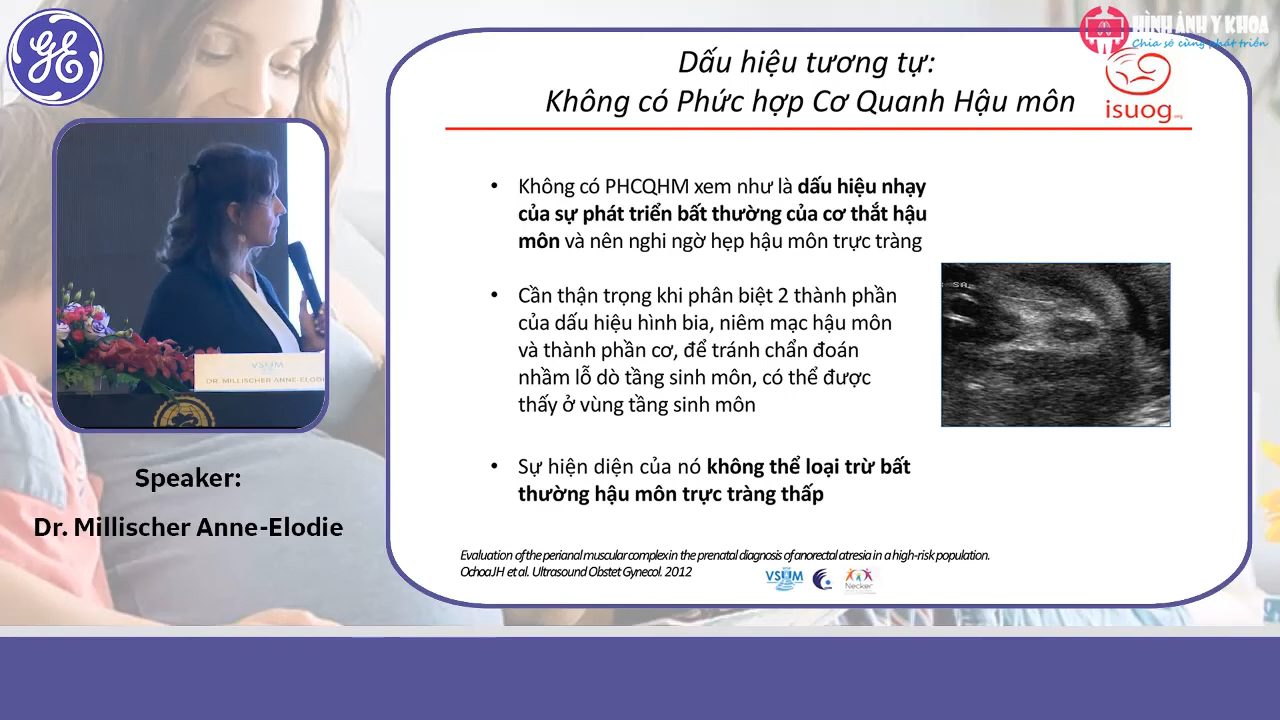 GE
HÌNH ẢNH Y KHOA
Chia sẻ cùng phát triển
isuog.org
Dấu hiệu tương tự:
Không có Phức hợp Cơ Quanh Hậu môn
• Không có PHCQHM xem như là dấu hiệu nhạy
của sự phát triển bất thường của cơ thắt hậu
môn và nên nghi ngờ hẹp hậu môn trực tràng
• Cần thận trọng khi phân biệt 2 thành phần
của dấu hiệu hình bia, niêm mạc hậu môn
và thành phần cơ, để tránh chẩn đoán
nhầm lỗ dò tầng sinh môn, có thể được
thấy ở vùng tầng sinh môn
• Sự hiện diện của nó không thể loại trừ bất
thường hậu môn trực tràng thấp
SA
VSUM
DR. MILLISCHER ANNE-ELODIE
Speaker:
Dr. Millischer Anne-Elodie
Evaluation of the perianal muscular complex in the prenatal diagnosis of anorectal atresia in a high-risk population.
Ochoa JH et al. Ultrasound Obstet Gynecol. 2012
VSUM
Necker